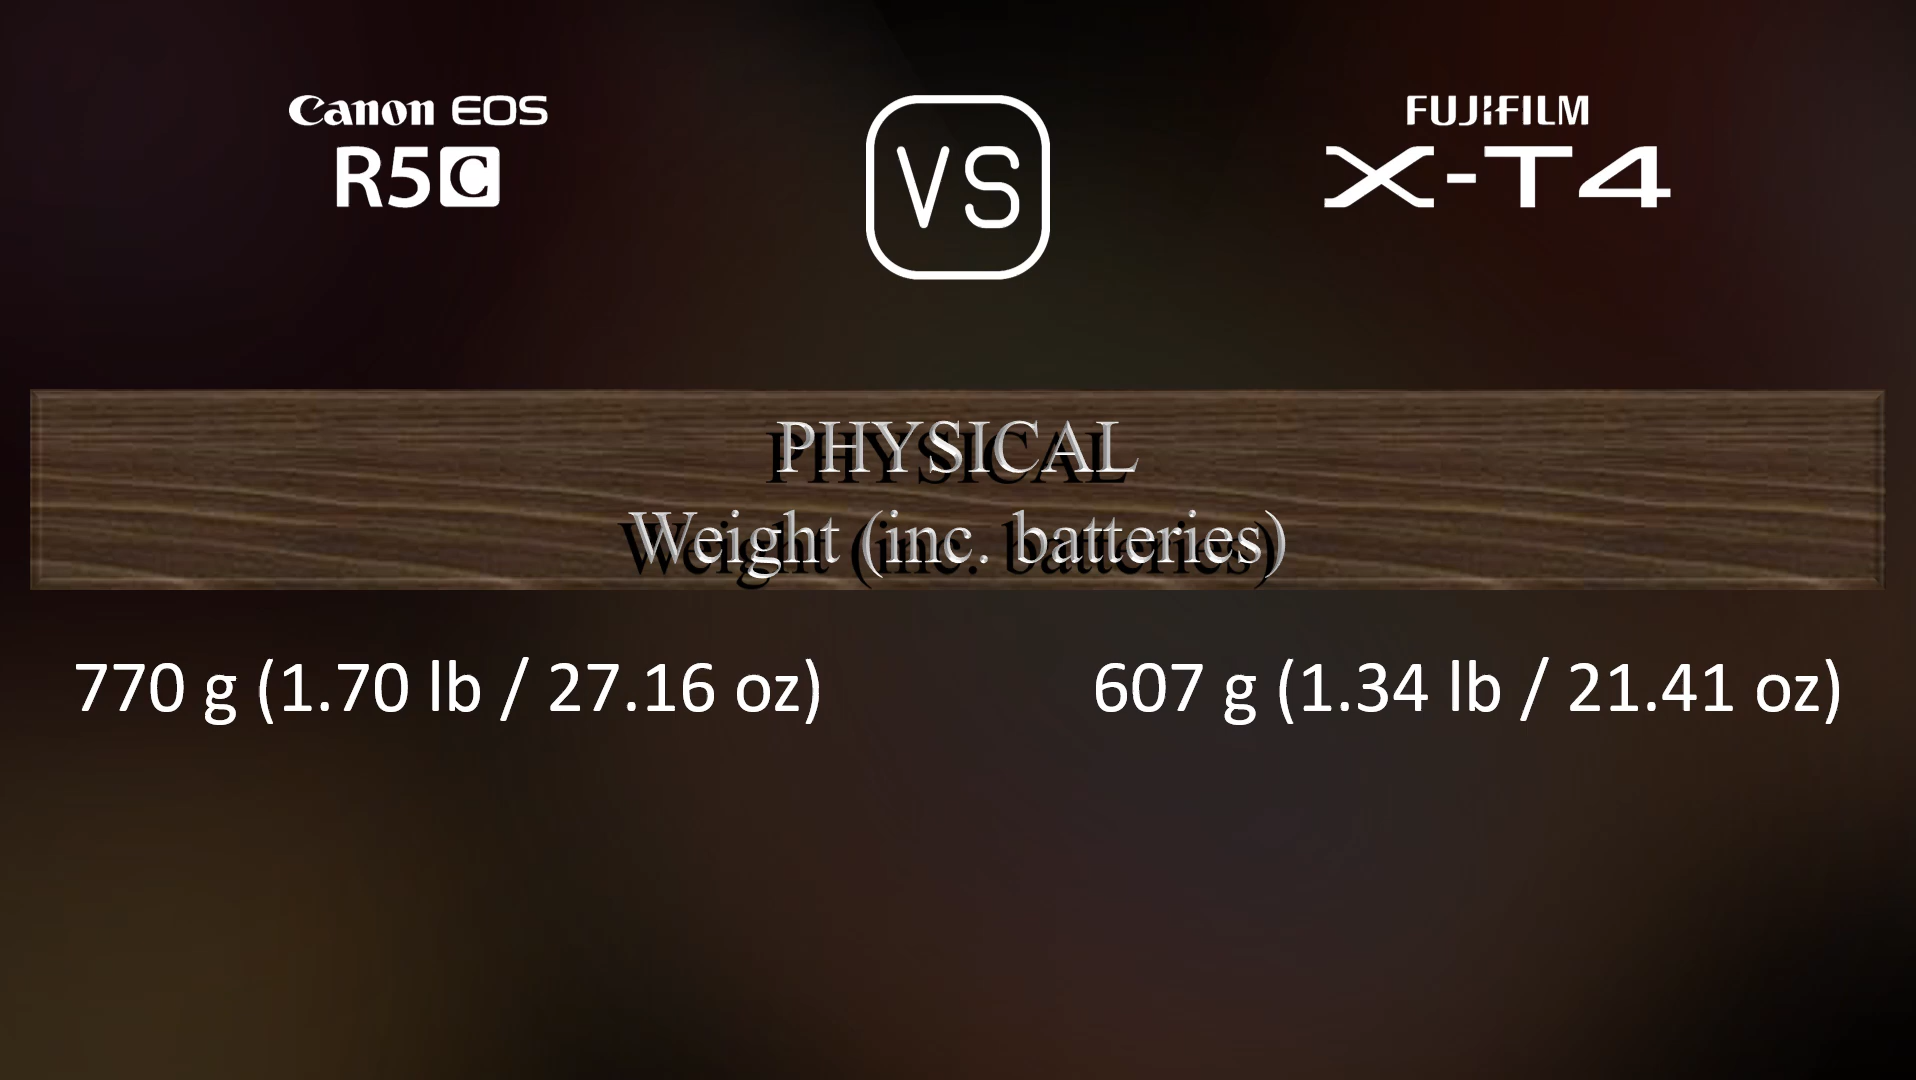 Canon EOS
R5 C
VS
FUJIFILM
X-T4
PHYSICAL
Weight (inc. batteries)
770 g (1.70 lb / 27.16 oz)
607 g (1.34 lb / 21.41 oz)